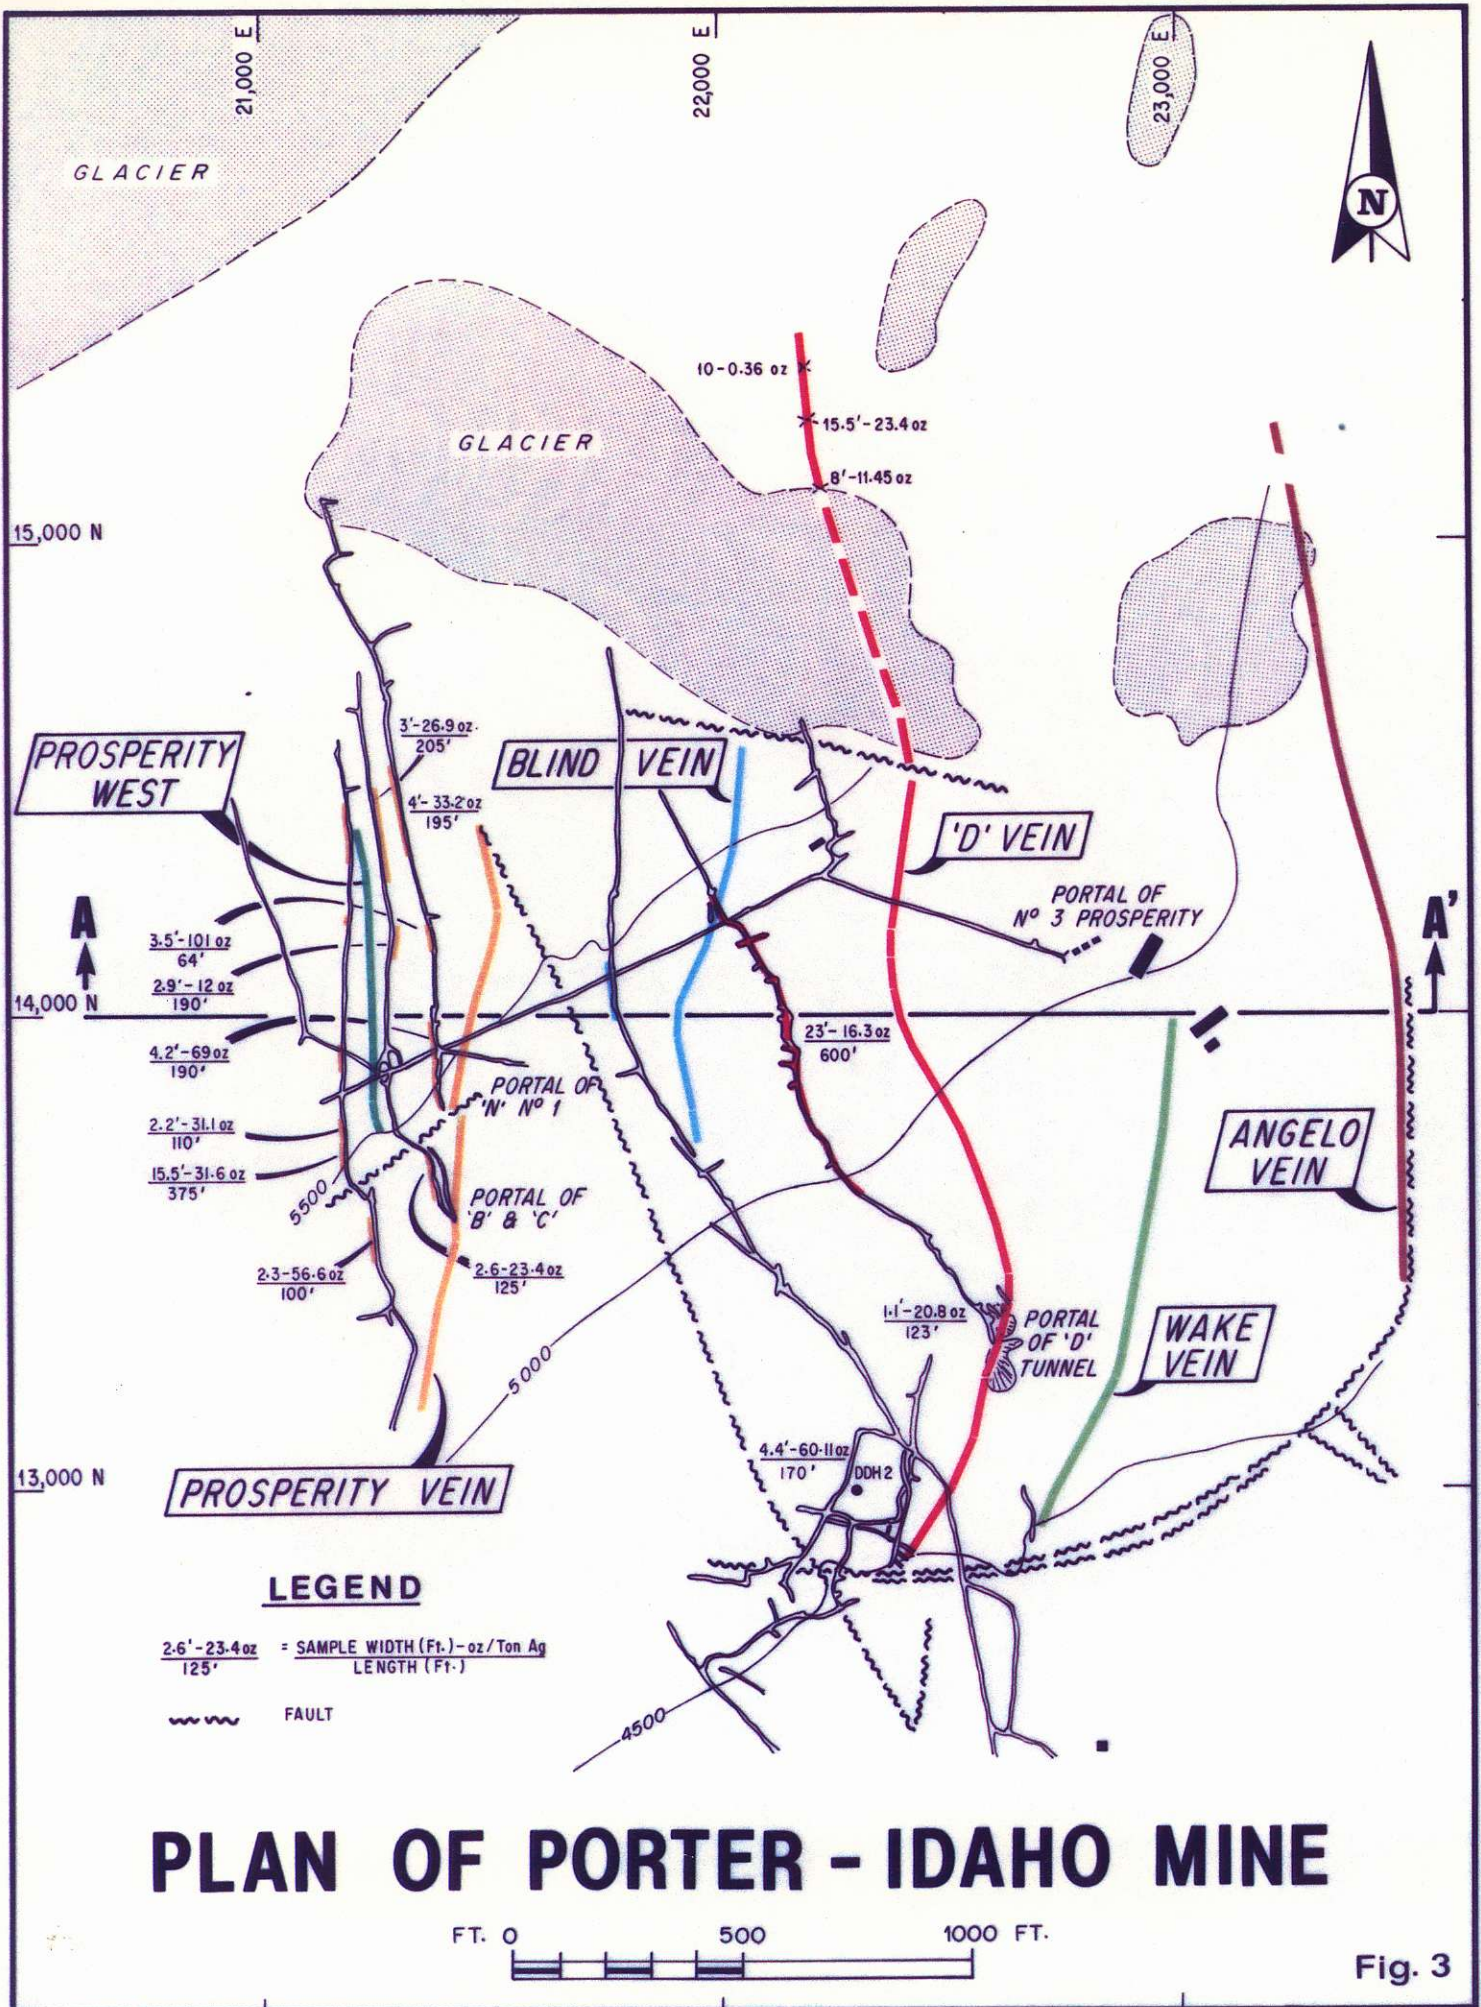 21,000 E
22,000 E
23,000 E
GLACIER
N
10-0.36 oz
15.5'-23.4 oz
GLACIER
8'-11.45 oz
15,000 N
3'-26.9 oz.
205'
PROSPERITY
WEST
BLIND VEIN
4'-33.2 oz
195'
'D' VEIN
PORTAL OF
Nº 3 PROSPERITY
A
A'
3.5'-101 oz
64'
2.9'-12 oz
190'
14,000 N
23'-16.3 oz
600'
4.2'-69 oz
190'
PORTAL OF
'N' Nº 1
2.2'-31.1 oz
110'
ANGELO
VEIN
15.5'-31.6 oz
375'
5500
PORTAL OF
'B' & 'C'
2.3-56.6 oz
100'
2.6-23.4 oz
125'
1.1'-20.8 oz
123'
PORTAL
OF 'D'
TUNNEL
WAKE
VEIN
5000
4.4'-60.11 oz
170'
DDH 2
13,000 N
PROSPERITY VEIN
LEGEND
2.6'-23.4 oz
125'
= SAMPLE WIDTH (Ft.) - oz/Ton Ag
LENGTH (Ft.)
FAULT
4500
PLAN OF PORTER - IDAHO MINE
FT. 0 500 1000 FT.
Fig. 3